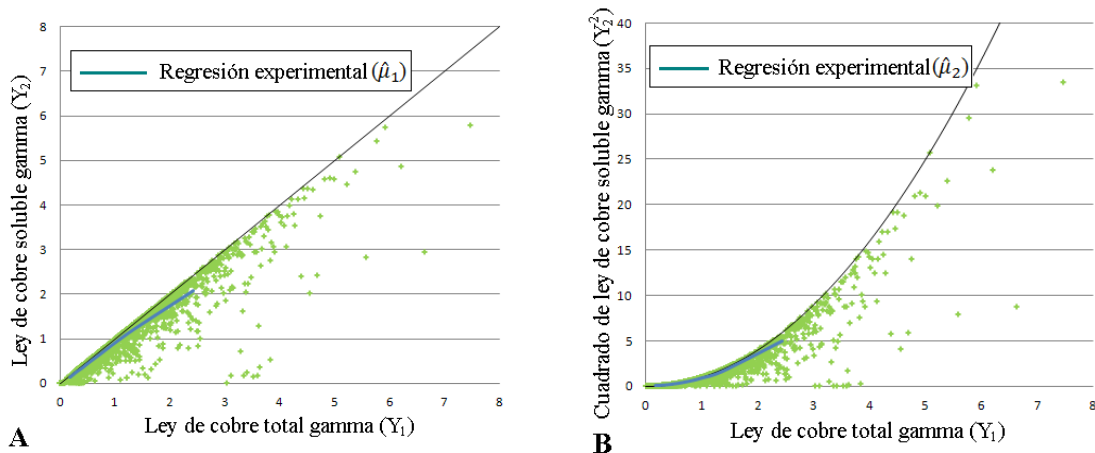 8
7
6
5
4
3
2
1
0
0 1 2 3 4 5 6 7 8
Ley de cobre soluble gamma (Y₂)
Regresión experimental (μ̂₁)
Ley de cobre total gamma (Y₁)
A
40
35
30
25
20
15
10
5
0
0 1 2 3 4 5 6 7 8
Cuadrado de ley de cobre soluble gamma (Y₂²)
Regresión experimental (μ̂₂)
Ley de cobre total gamma (Y₁)
B